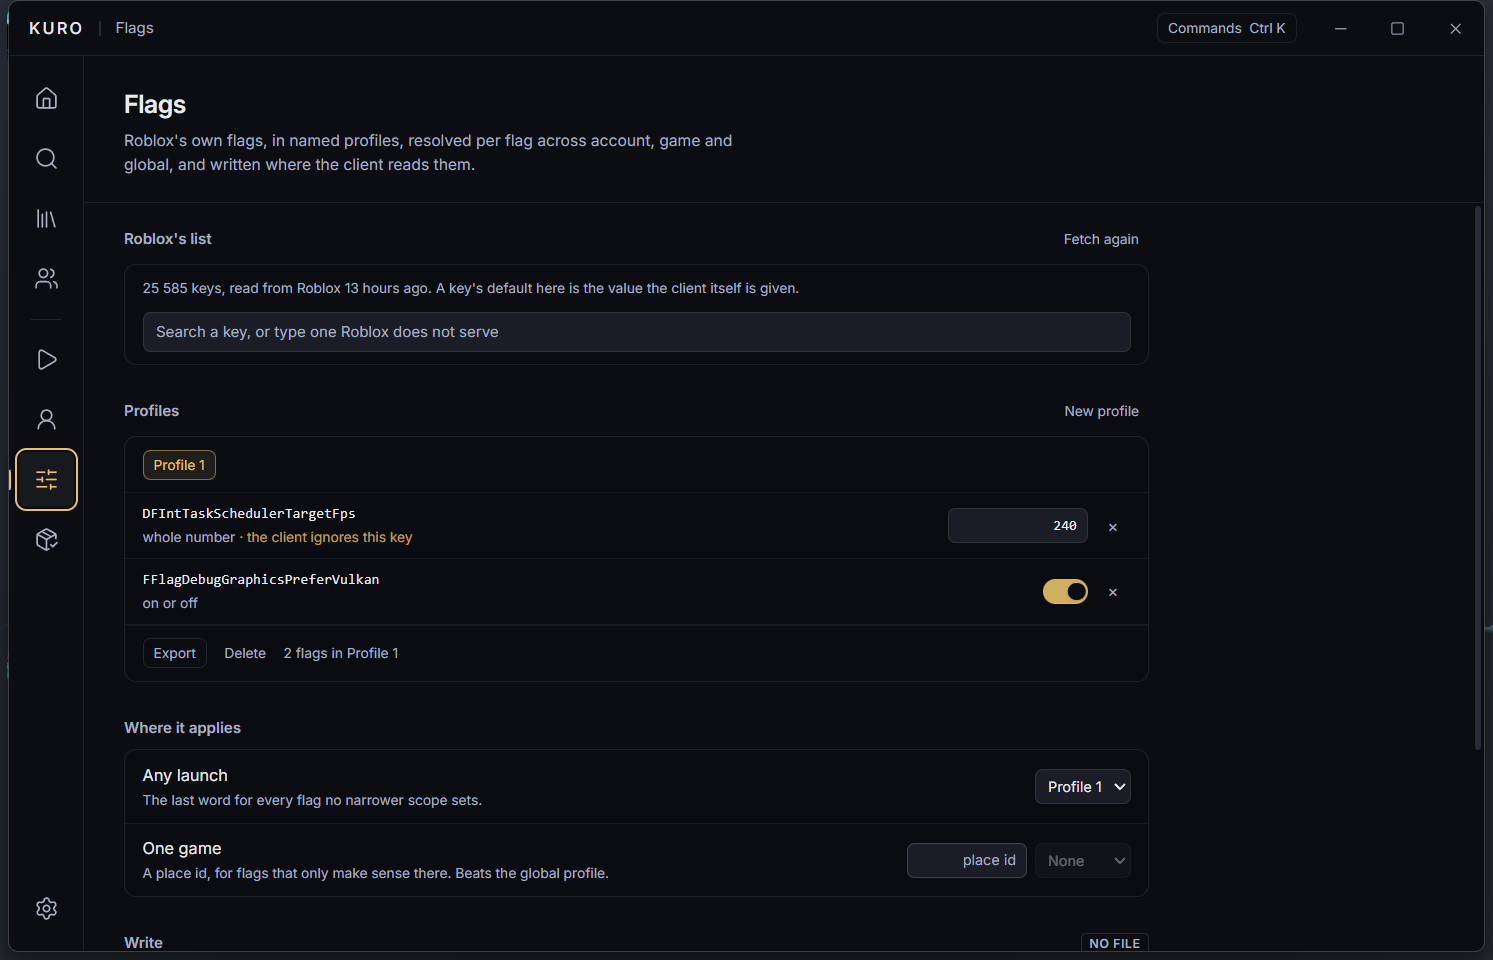 KURO | Flags
Commands Ctrl K
Flags
Roblox's own flags, in named profiles, resolved per flag across account, game and
global, and written where the client reads them.
Roblox's list
Fetch again
25 585 keys, read from Roblox 13 hours ago. A key's default here is the value the client itself is given.
Search a key, or type one Roblox does not serve
Profiles
New profile
Profile 1
DFIntTaskSchedulerTargetFps
whole number · the client ignores this key
240
FFlagDebugGraphicsPreferVulkan
on or off
Export
Delete
2 flags in Profile 1
Where it applies
Any launch
The last word for every flag no narrower scope sets.
Profile 1
One game
A place id, for flags that only make sense there. Beats the global profile.
place id
None
Write
NO FILE